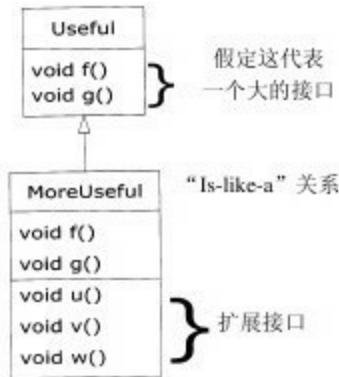 Useful
void f()
void g()
假定这代表
一个大的接口
MoreUseful
“Is-like-a”关系
void f()
void g()
void u()
void v()
void w()
扩展接口